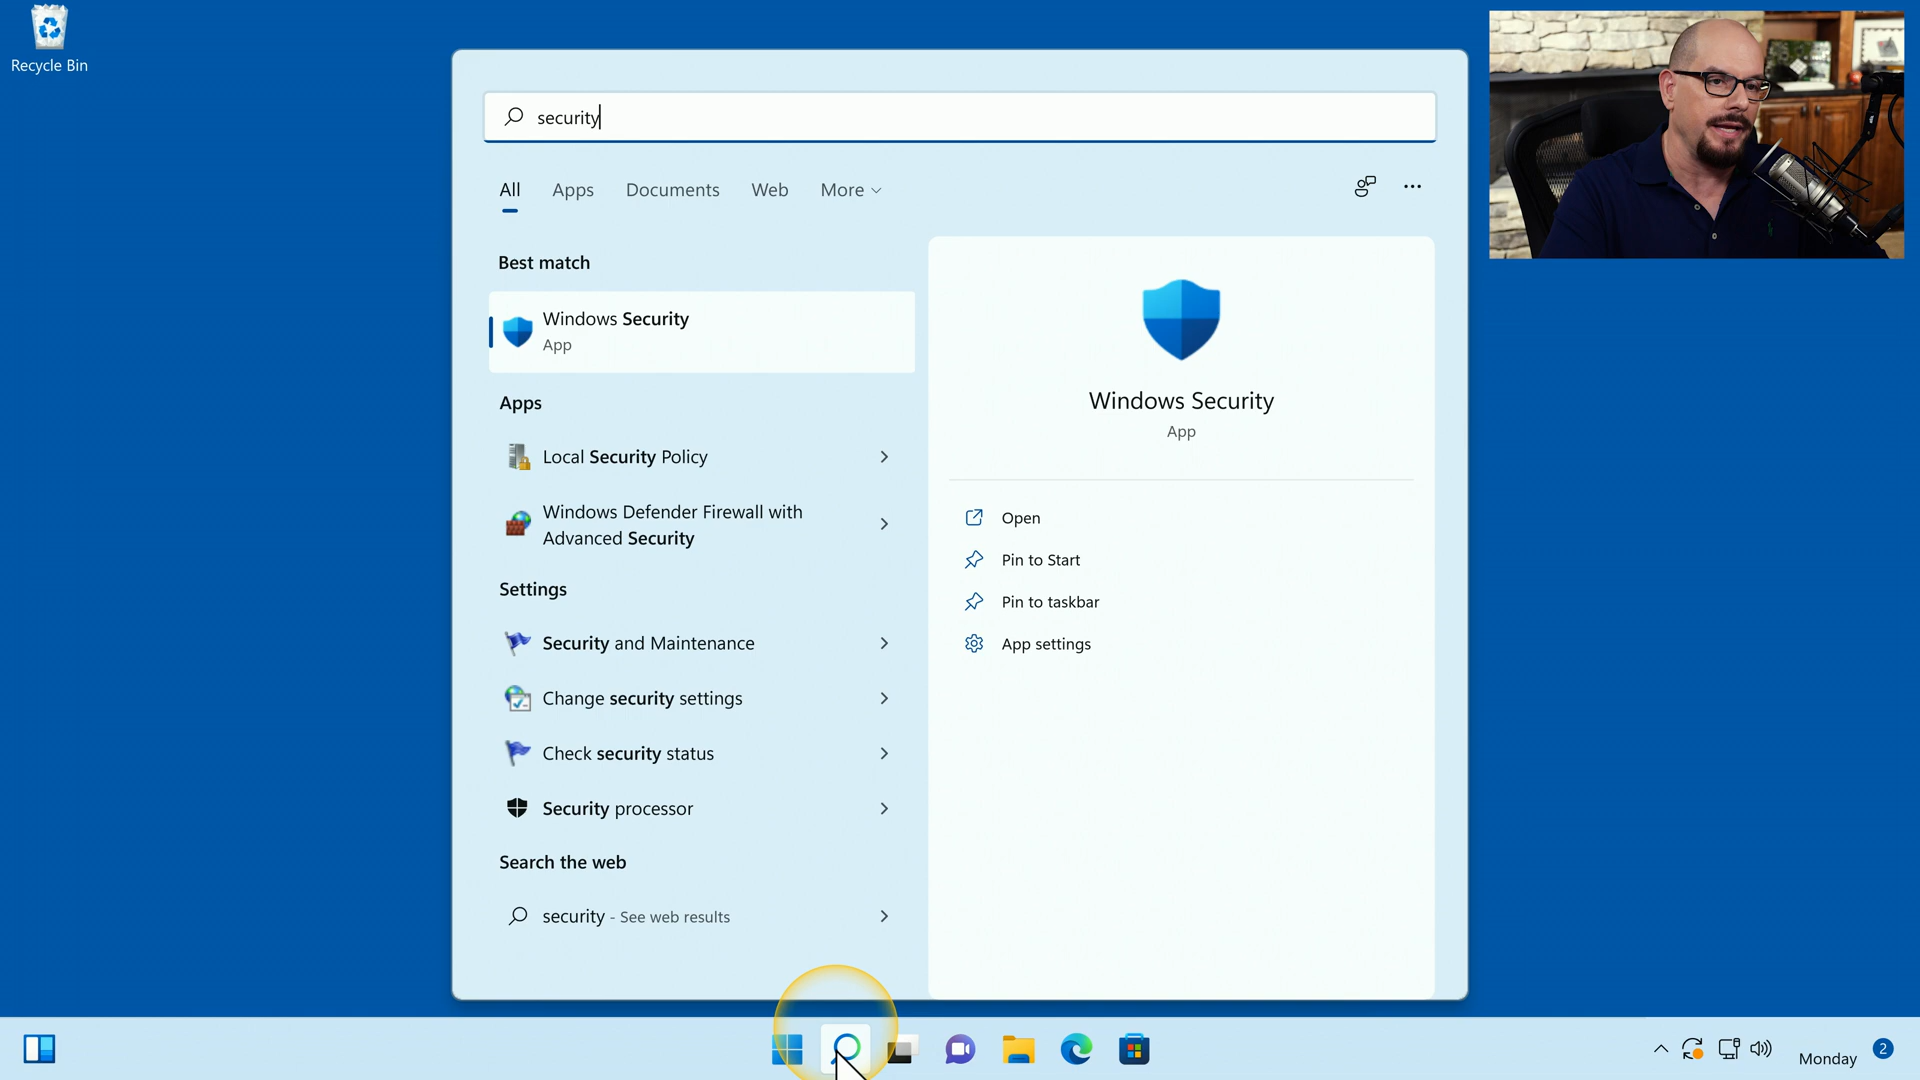 Recycle Bin
security
All Apps Documents Web More
Best match
Windows Security
App
Apps
Local Security Policy
Windows Defender Firewall with
Advanced Security
Settings
Security and Maintenance
Change security settings
Check security status
Security processor
Search the web
security - See web results
Windows Security
App
Open
Pin to Start
Pin to taskbar
App settings
Monday
2